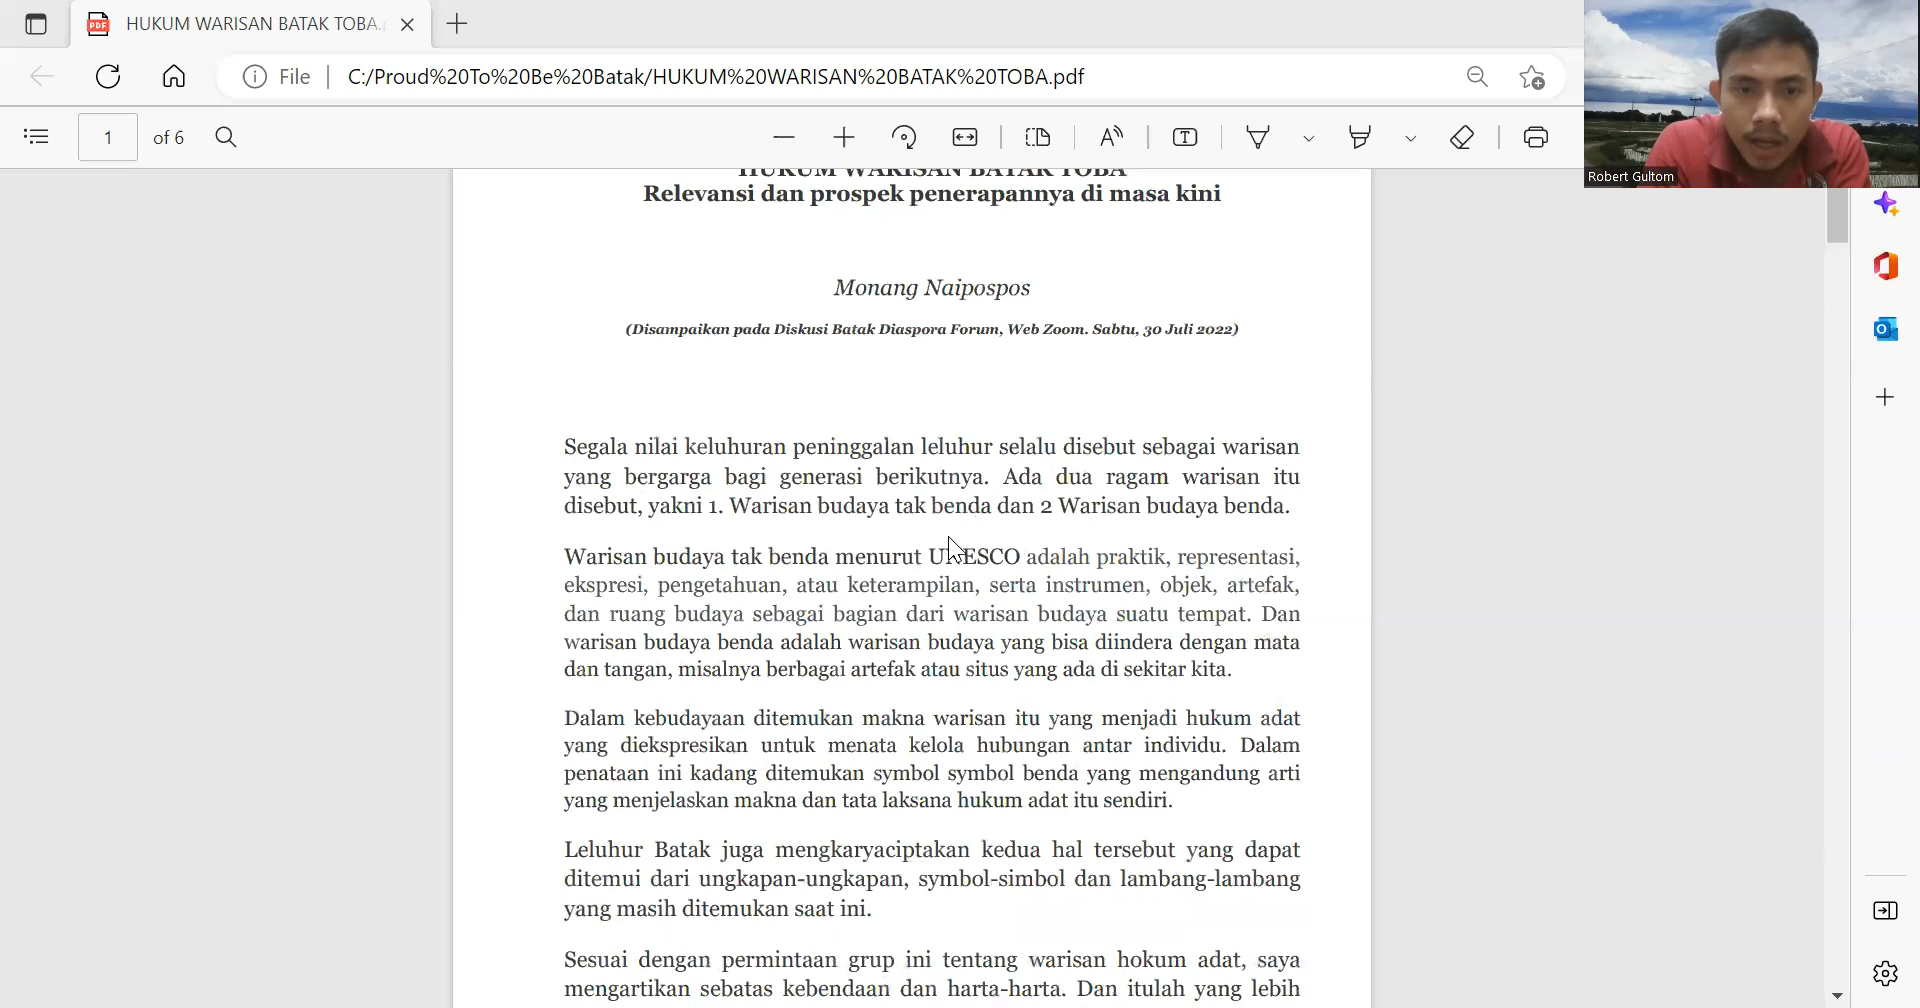 HUKUM WARISAN BATAK TOBA.
File
C:/Proud%20To%20Be%20Batak/HUKUM%20WARISAN%20BATAK%20TOBA.pdf
1 of 6
Robert Gultom
HUKUM WARISAN BATAK TOBA
Relevansi dan prospek penerapannya di masa kini
Monang Naipospos
(Disampaikan pada Diskusi Batak Diaspora Forum, Web Zoom. Sabtu, 30 Juli 2022)
Segala nilai keluhuran peninggalan leluhur selalu disebut sebagai warisan
yang bergarga bagi generasi berikutnya. Ada dua ragam warisan itu
disebut, yakni 1. Warisan budaya tak benda dan 2 Warisan budaya benda.
Warisan budaya tak benda menurut UNESCO adalah praktik, representasi,
ekspresi, pengetahuan, atau keterampilan, serta instrumen, objek, artefak,
dan ruang budaya sebagai bagian dari warisan budaya suatu tempat. Dan
warisan budaya benda adalah warisan budaya yang bisa diindera dengan mata
dan tangan, misalnya berbagai artefak atau situs yang ada di sekitar kita.
Dalam kebudayaan ditemukan makna warisan itu yang menjadi hukum adat
yang diekspresikan untuk menata kelola hubungan antar individu. Dalam
penataan ini kadang ditemukan symbol symbol benda yang mengandung arti
yang menjelaskan makna dan tata laksana hukum adat itu sendiri.
Leluhur Batak juga mengkaryaciptakan kedua hal tersebut yang dapat
ditemui dari ungkapan-ungkapan, symbol-simbol dan lambang-lambang
yang masih ditemukan saat ini.
Sesuai dengan permintaan grup ini tentang warisan hokum adat, saya
mengartikan sebatas kebendaan dan harta-harta. Dan itulah yang lebih